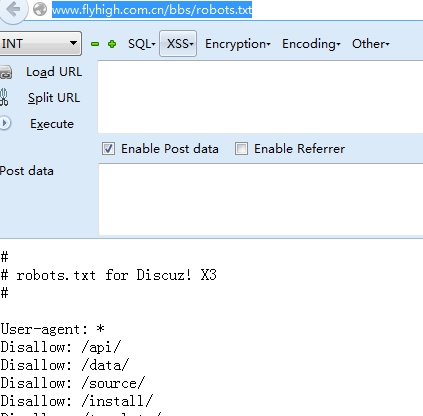 www.flyhigh.com.cn/bbs/robots.txt
INT SQL XSS Encryption Encoding Other
Load URL
Split URL
Execute
Enable Post data Enable Referrer
Post data
#
# robots.txt for Discuz! X3
#
User-agent: *
Disallow: /api/
Disallow: /data/
Disallow: /source/
Disallow: /install/